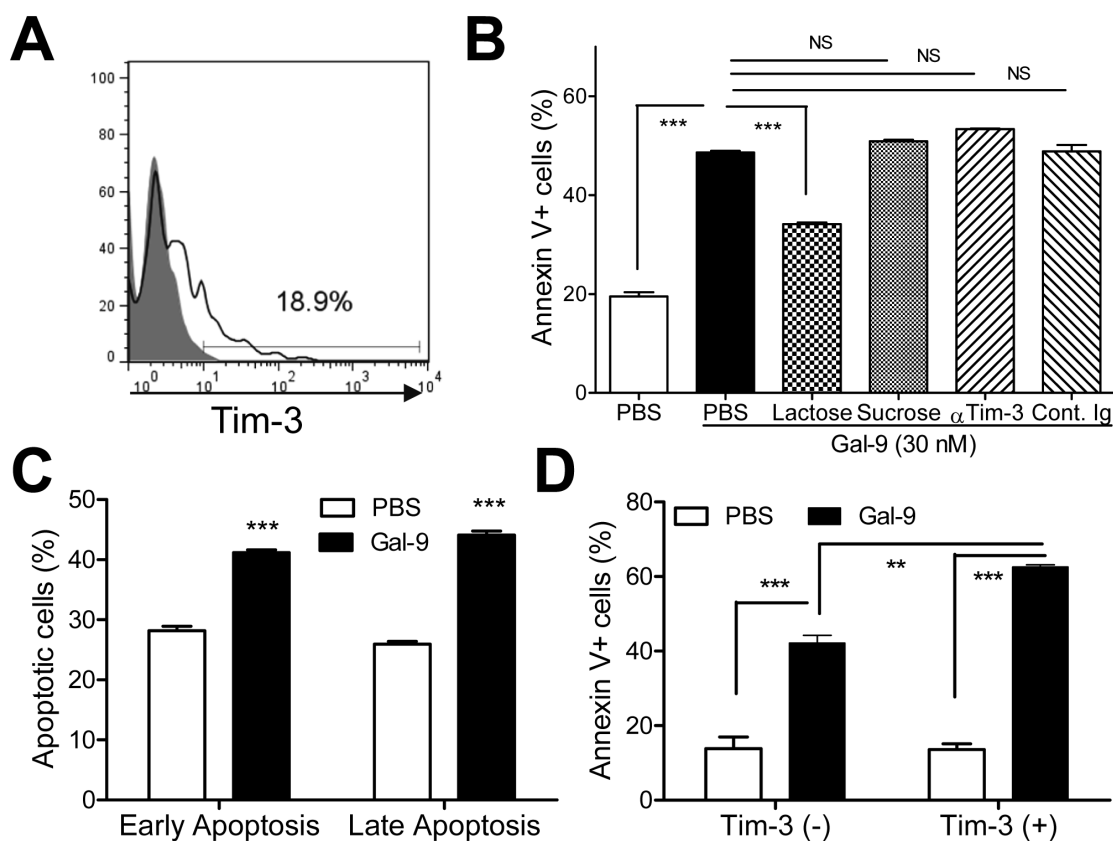 A
100
80
60
40
20
0
18.9%
10^0 10^1 10^2 10^3 10^4
Tim-3
B
Annexin V+ cells (%)
60
40
20
0
NS
NS
NS
***
***
PBS PBS Lactose Sucrose αTim-3 Cont. Ig
Gal-9 (30 nM)
C
Apoptotic cells (%)
50
40
30
20
10
0
PBS
Gal-9
***
***
Early Apoptosis Late Apoptosis
D
Annexin V+ cells (%)
80
60
40
20
0
PBS Gal-9
***
**
***
Tim-3 (-) Tim-3 (+)